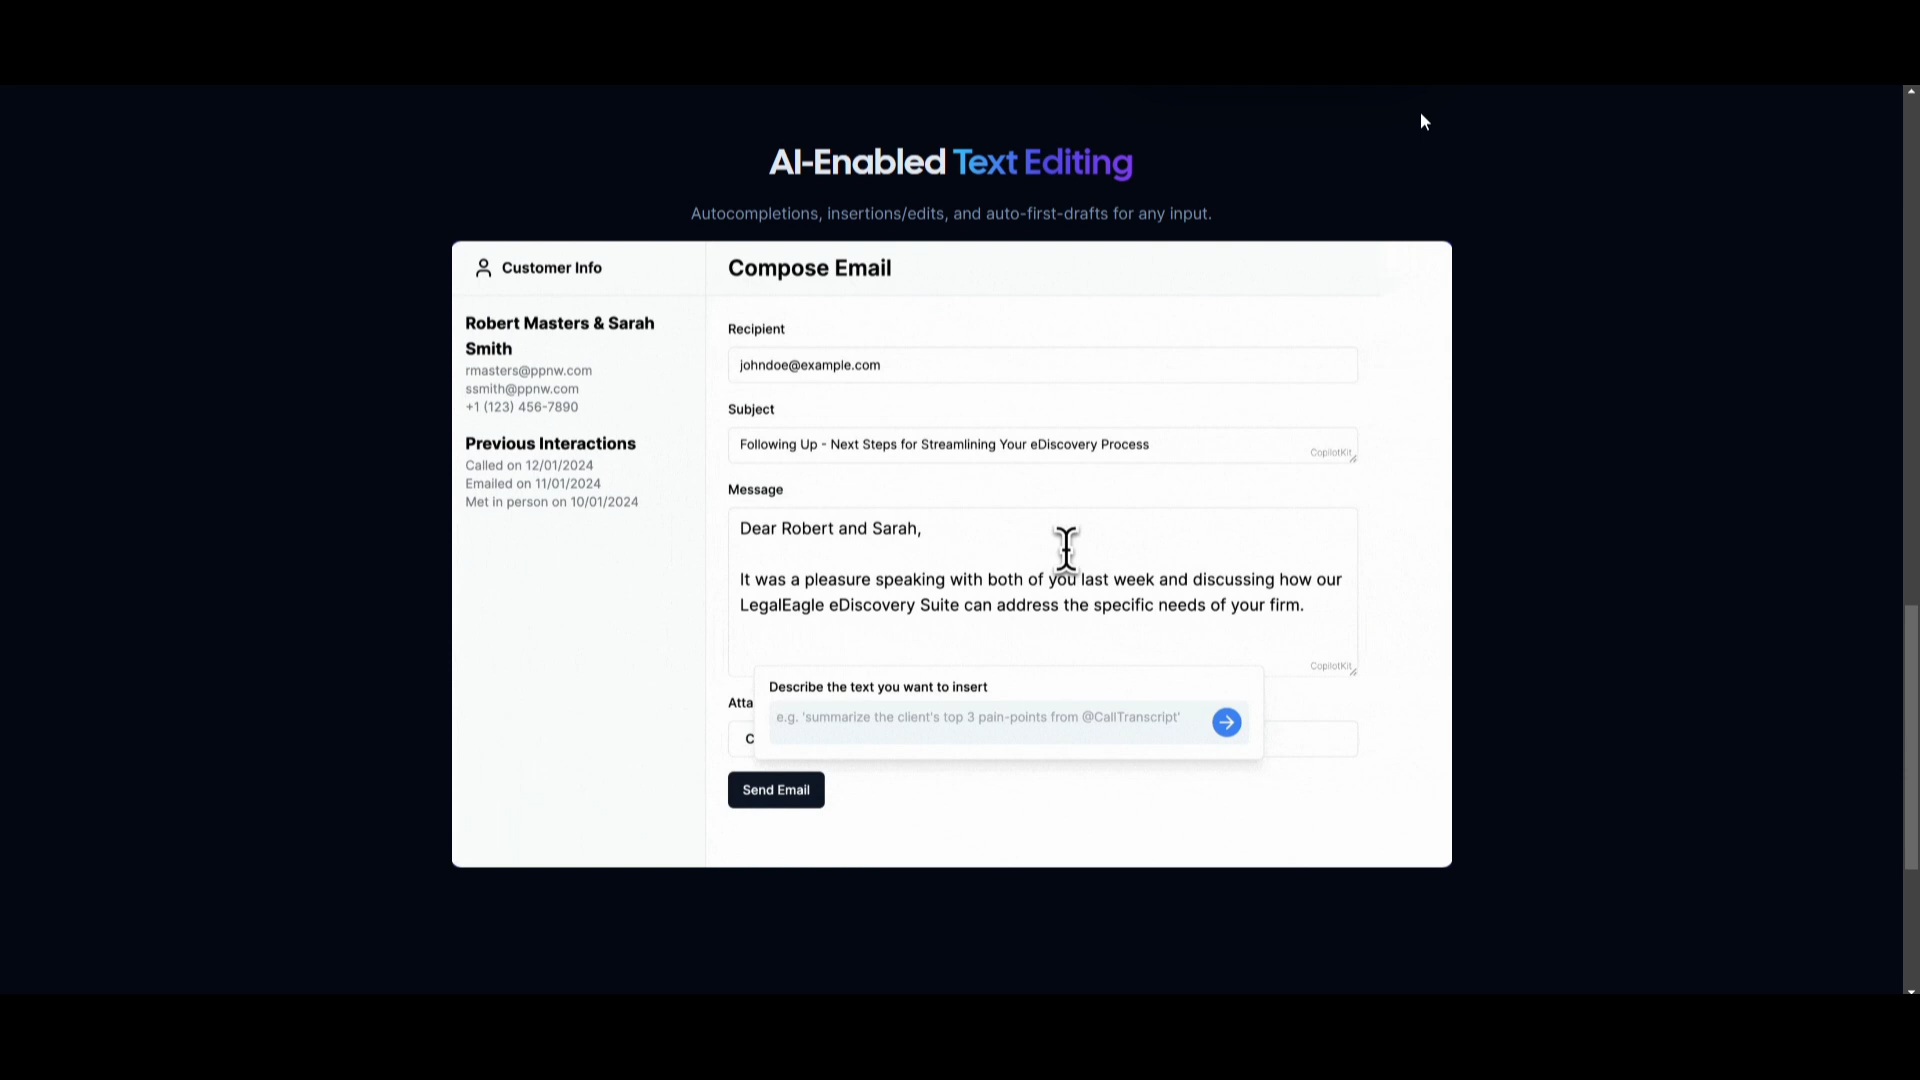 AI-Enabled Text Editing
Autocompletions, insertions/edits, and auto-first-drafts for any input.
Customer Info
Robert Masters & Sarah
Smith
rmasters@ppnw.com
ssmith@ppnw.com
+1 (123) 456-7890
Previous Interactions
Called on 12/01/2024
Emailed on 11/01/2024
Met in person on 10/01/2024
Compose Email
Recipient
johndoe@example.com
Subject
Following Up - Next Steps for Streamlining Your eDiscovery Process
CopilotKit
Message
Dear Robert and Sarah,
It was a pleasure speaking with both of you last week and discussing how our
LegalEagle eDiscovery Suite can address the specific needs of your firm.
CopilotKit
Atta
Describe the text you want to insert
e.g. 'summarize the client's top 3 pain-points from @CallTranscript'
C
Send Email